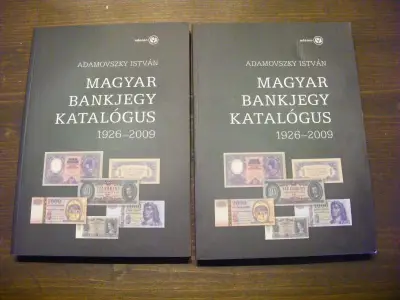 ADAMOVSZKY ISTVÁN
MAGYAR
BANKJEGY
KATALÓGUS
1926–2009
ADAMOVSZKY ISTVÁN
MAGYAR
BANKJEGY
KATALÓGUS
1926–2009